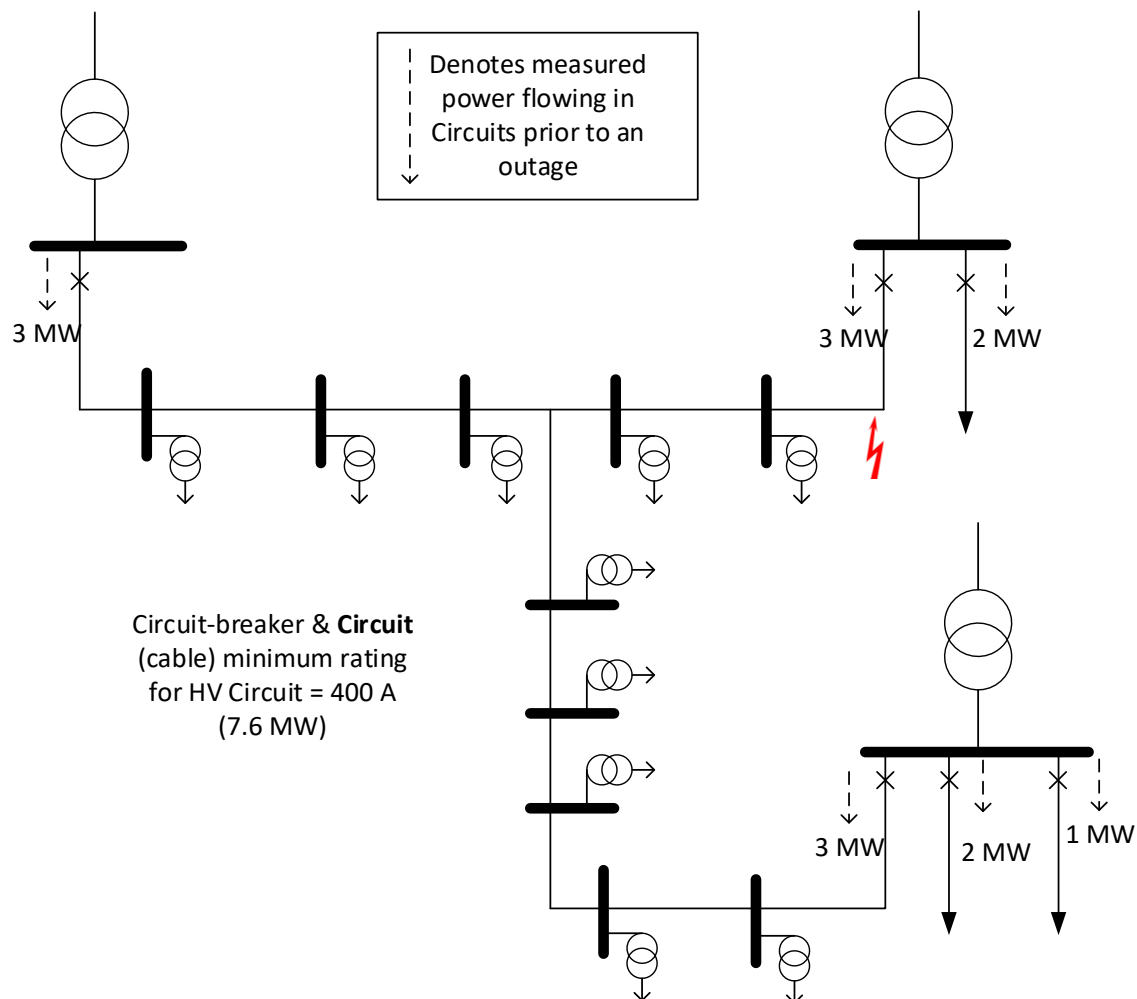 Denotes measured
power flowing in
Circuits prior to an
outage
3 MW
3 MW
2 MW
Circuit-breaker & Circuit
(cable) minimum rating
for HV Circuit = 400 A
(7.6 MW)
3 MW
2 MW
1 MW